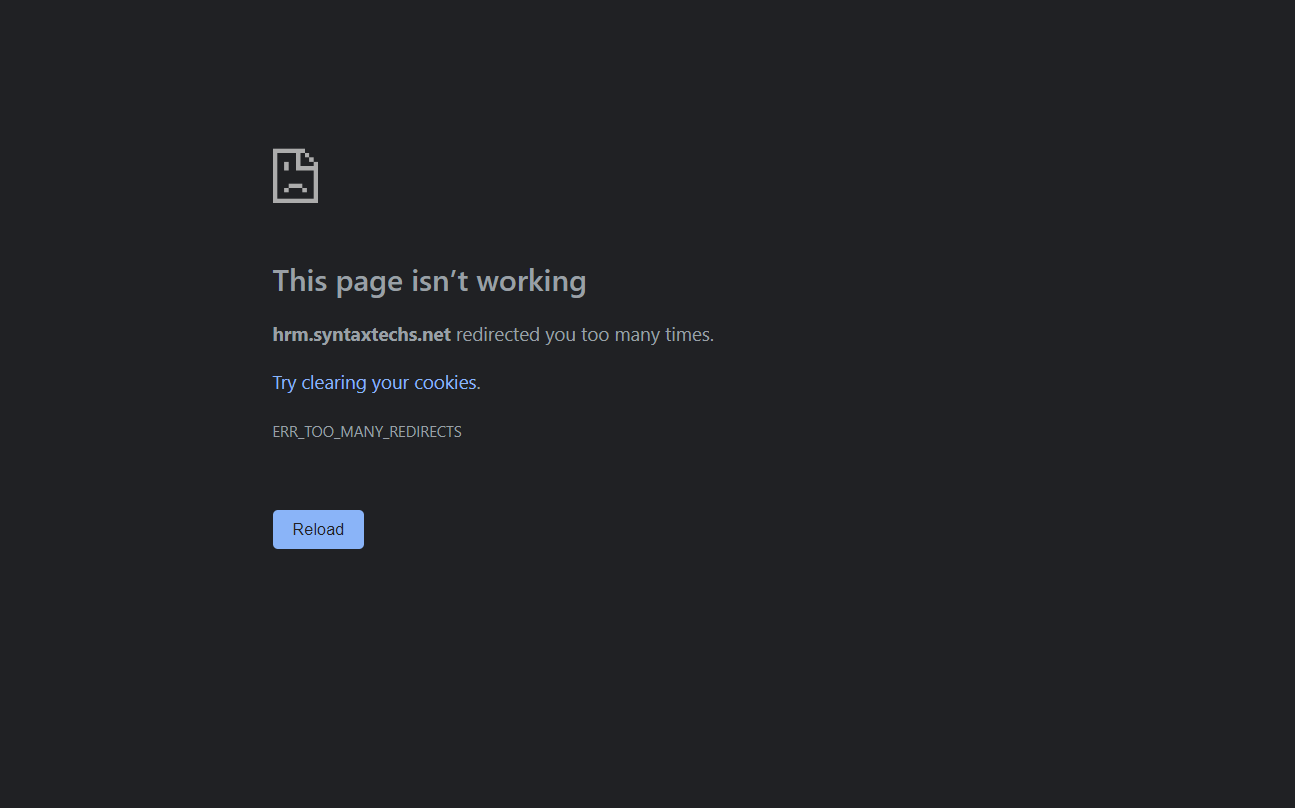 This page isn’t working
hrm.syntaxtechs.net redirected you too many times.
Try clearing your cookies.
ERR_TOO_MANY_REDIRECTS
Reload